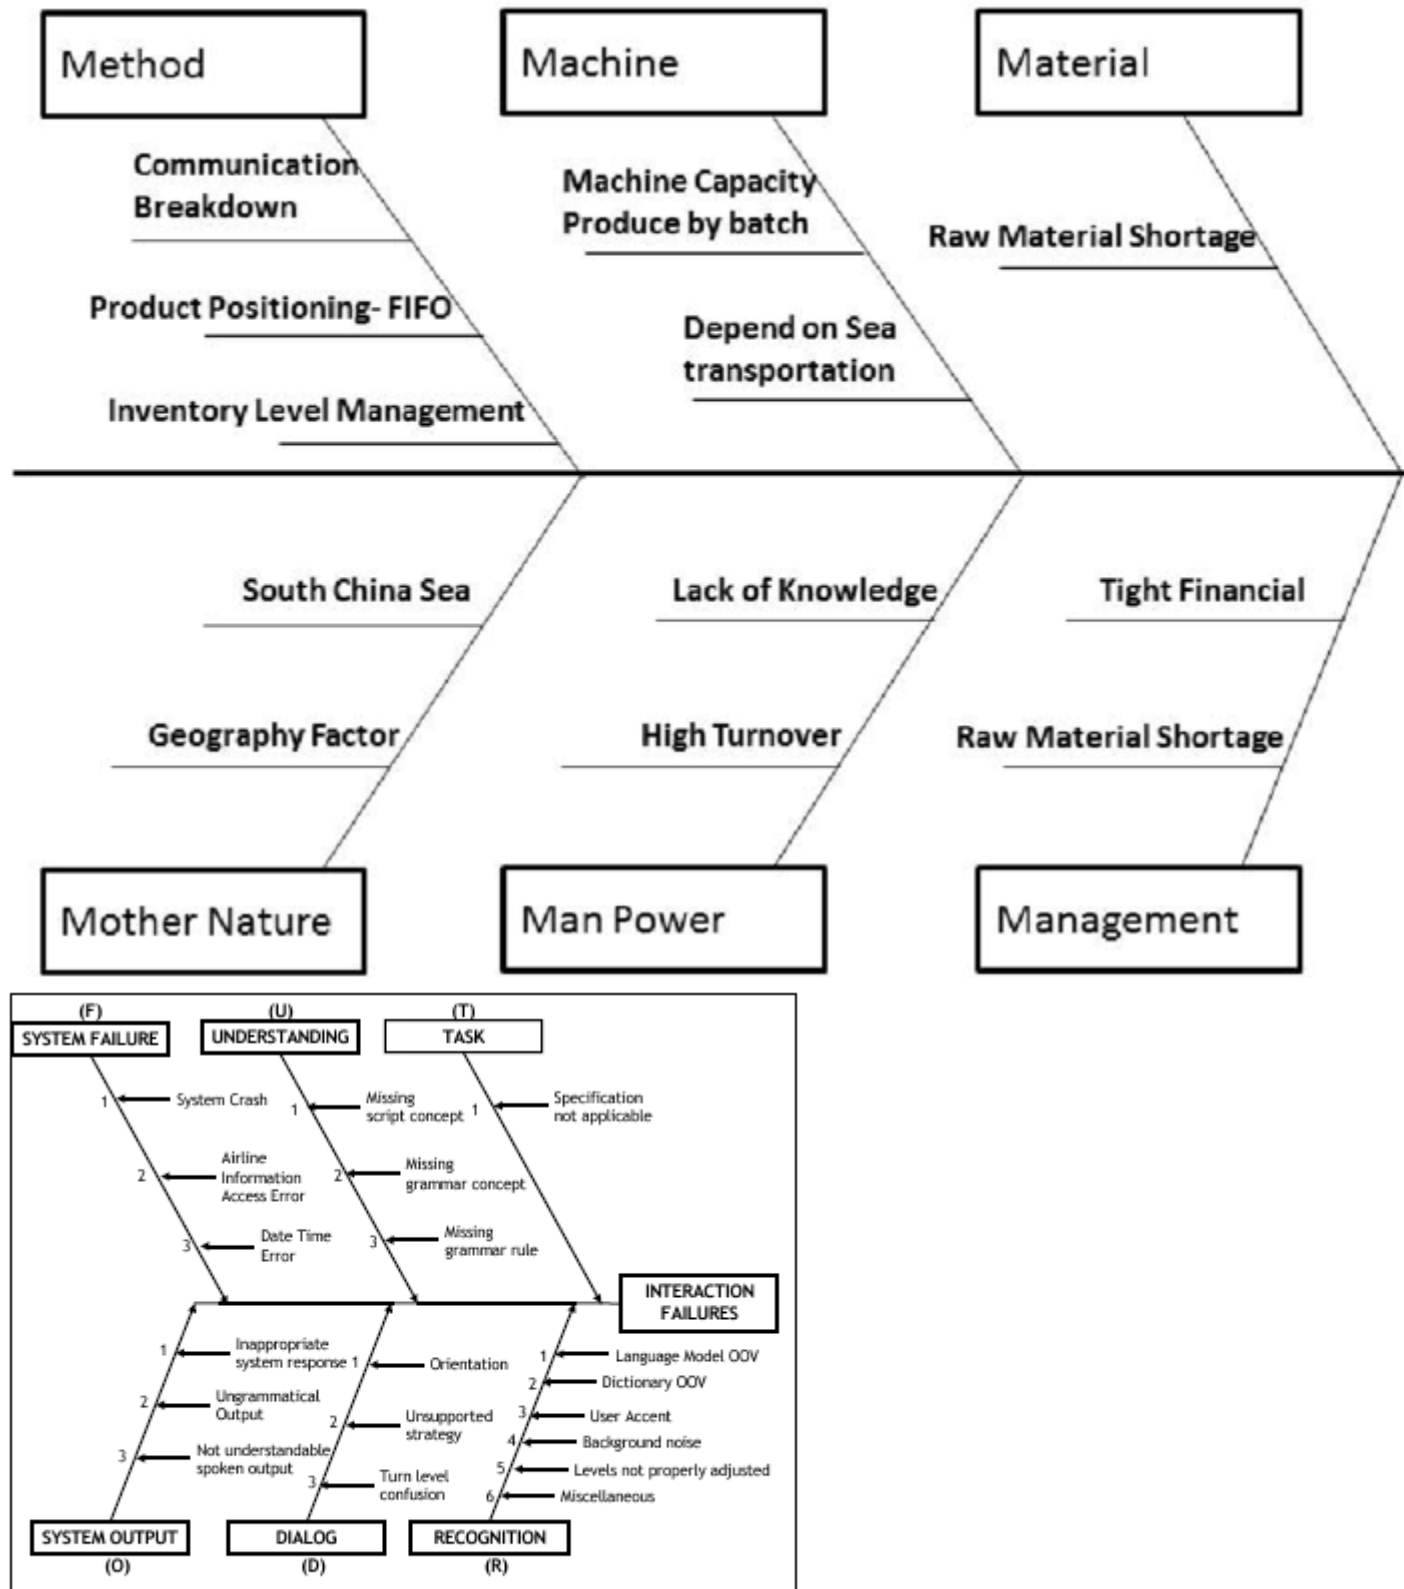 Method
Machine
Material
Communication
Breakdown
Machine Capacity
Produce by batch
Raw Material Shortage
Product Positioning- FIFO
Depend on Sea
transportation
Inventory Level Management
South China Sea
Lack of Knowledge
Tight Financial
Geography Factor
High Turnover
Raw Material Shortage
Mother Nature
Man Power
Management
(F)
SYSTEM FAILURE
(U)
UNDERSTANDING
(T)
TASK
1
System Crash
2
Airline
Information
Access Error
3
Date Time
Error
1
Missing
script concept
2
Missing
grammar concept
3
Missing
grammar rule
1
Specification
not applicable
INTERACTION
FAILURES
1
Inappropriate
system response
2
Ungrammatical
Output
3
Not understandable
spoken output
1
Orientation
2
Unsupported
strategy
3
Turn level
confusion
1
Language Model OOV
2
Dictionary OOV
3
User Accent
4
Background noise
5
Levels not properly adjusted
6
Miscellaneous
SYSTEM OUTPUT
(O)
DIALOG
(D)
RECOGNITION
(R)